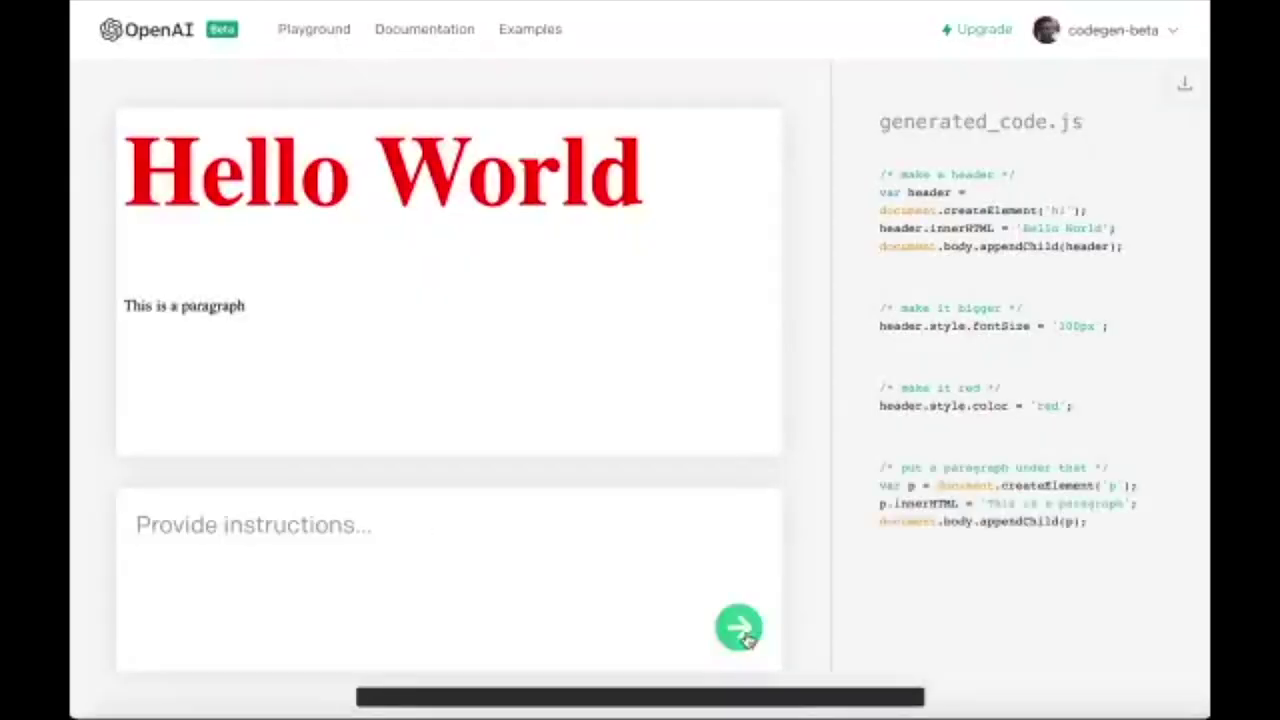 OpenAI Beta Playground Documentation Examples Upgrade codegen-beta
Hello World
This is a paragraph
Provide instructions...
generated_code.js
/* make a header */
var header =
document.createElement('h1');
header.innerHTML = 'Hello World';
document.body.appendChild(header);
/* make it bigger */
header.style.fontSize = '100px';
/* make it red */
header.style.color = 'red';
/* put a paragraph under that */
var p = document.createElement('p');
p.innerHTML = 'This is a paragraph';
document.body.appendChild(p);